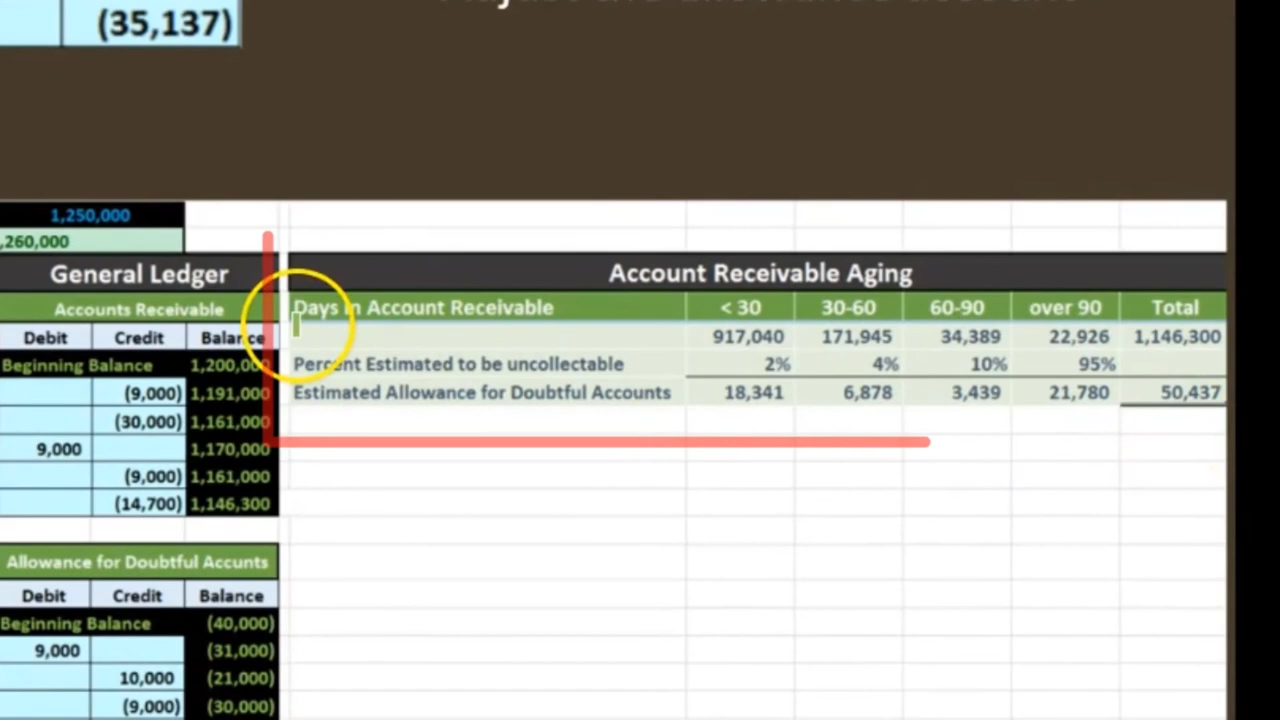 (35,137)
1,250,000
,260,000
General Ledger
Account Receivable Aging
Accounts Receivable
Days in Account Receivable < 30 30-60 60-90 over 90 Total
Debit Credit Balance
917,040 171,945 34,389 22,926 1,146,300
Beginning Balance 1,200,000
Percent Estimated to be uncollectable 2% 4% 10% 95%
(9,000) 1,191,000
Estimated Allowance for Doubtful Accounts 18,341 6,878 3,439 21,780 50,437
(30,000) 1,161,000
9,000 1,170,000
(9,000) 1,161,000
(14,700) 1,146,300
Allowance for Doubtful Accunts
Debit Credit Balance
Beginning Balance (40,000)
9,000 (31,000)
10,000 (21,000)
(9,000) (30,000)